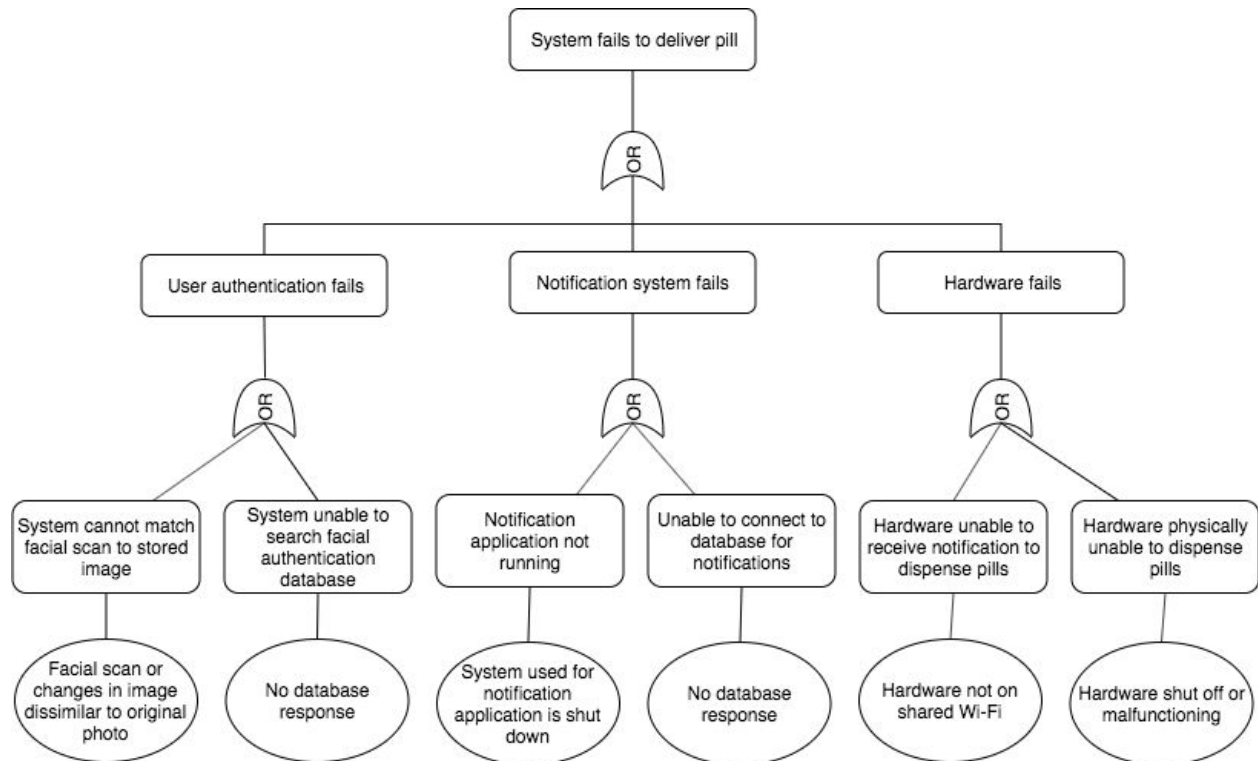 System fails to deliver pill
OR
User authentication fails
Notification system fails
Hardware fails
OR
OR
OR
System cannot match
facial scan to stored
image
System unable to
search facial
authentication
database
Notification
application not
running
Unable to connect to
database for
notifications
Hardware unable to
receive notification to
dispense pills
Hardware physically
unable to dispense
pills
Facial scan or
changes in image
dissimilar to original
photo
No database
response
System used for
notification
application is shut
down
No database
response
Hardware not on
shared Wi-Fi
Hardware shut off or
malfunctioning